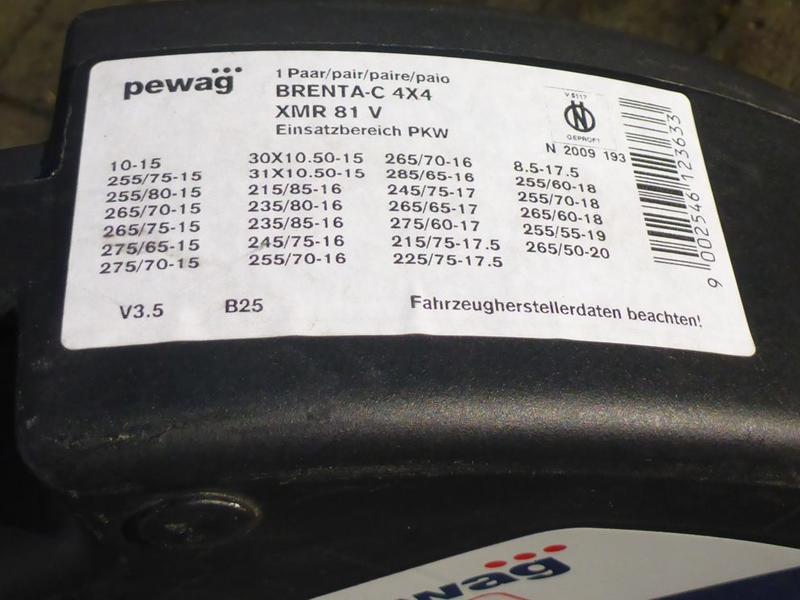 pewag
1 Paar/pair/paire/paio
BRENTA-C 4X4
XMR 81 V
Einsatzbereich PKW
V 5117
N
GEPRÜFT
N 2009 193
10-15
255/75-15
255/80-15
265/70-15
265/75-15
275/65-15
275/70-15
30X10.50-15
31X10.50-15
215/85-16
235/80-16
235/85-16
245/75-16
255/70-16
265/70-16
285/65-16
245/75-17
265/65-17
275/60-17
215/75-17.5
225/75-17.5
8.5-17.5
255/60-18
255/70-18
265/60-18
255/55-19
265/50-20
9 002546 123633
V3.5
B25
Fahrzeugherstellerdaten beachten!
pewag